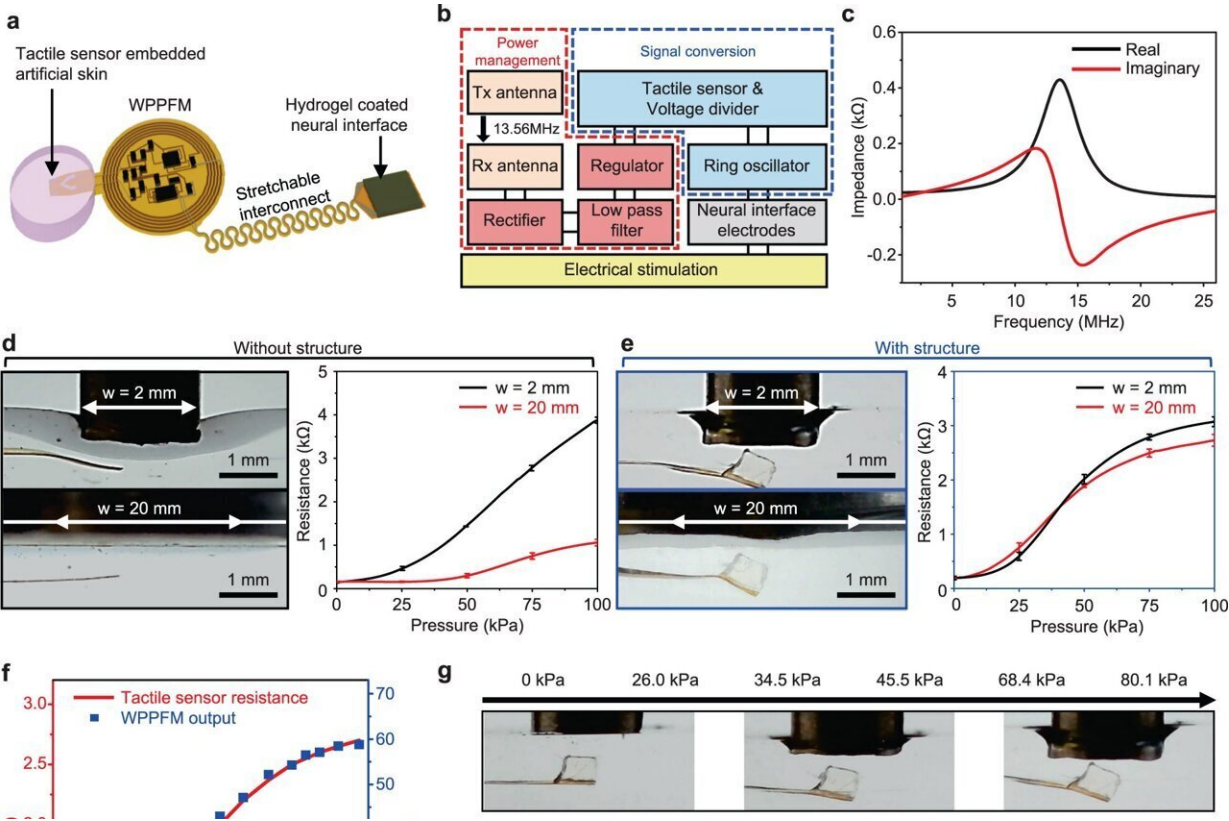 a
Tactile sensor embedded
artificial skin
WPPFM
Hydrogel coated
neural interface
Stretchable
interconnect
b
Power
management
Signal conversion
Tx antenna
Tactile sensor &
Voltage divider
13.56MHz
Rx antenna
Regulator
Ring oscillator
Rectifier
Low pass
filter
Neural interface
electrodes
Electrical stimulation
c
0.6
0.4
0.2
0.0
-0.2
Impedance (kΩ)
Real
Imaginary
5
10
15
20
25
Frequency (MHz)
d
Without structure
w = 2 mm
1 mm
w = 20 mm
1 mm
5
4
3
2
1
0
Resistance (kΩ)
w = 2 mm
w = 20 mm
0
25
50
75
100
Pressure (kPa)
e
With structure
w = 2 mm
1 mm
w = 20 mm
1 mm
4
3
2
1
0
Resistance (kΩ)
w = 2 mm
w = 20 mm
0
25
50
75
100
Pressure (kPa)
f
3.0
2.5
Tactile sensor resistance
WPPFM output
70
60
50
g
0 kPa
26.0 kPa
34.5 kPa
45.5 kPa
68.4 kPa
80.1 kPa